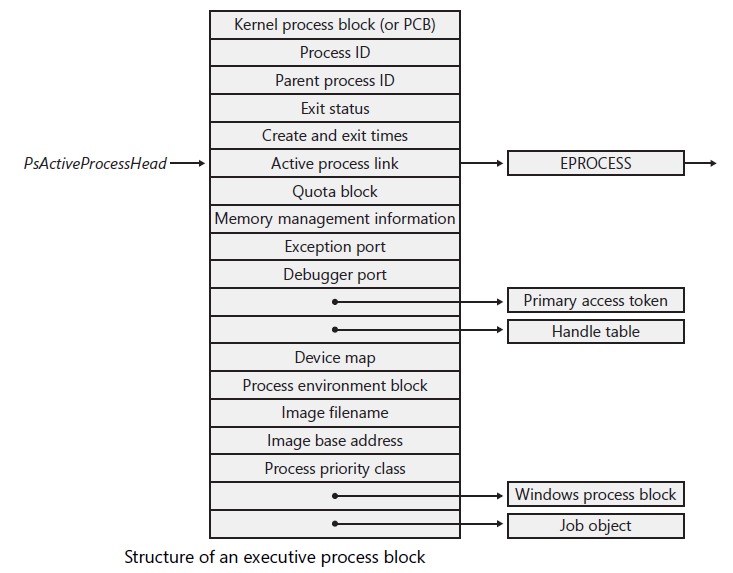 Kernel process block (or PCB)
Process ID
Parent process ID
Exit status
Create and exit times
PsActiveProcessHead
Active process link
EPROCESS
Quota block
Memory management information
Exception port
Debugger port
Primary access token
Handle table
Device map
Process environment block
Image filename
Image base address
Process priority class
Windows process block
Job object
Structure of an executive process block